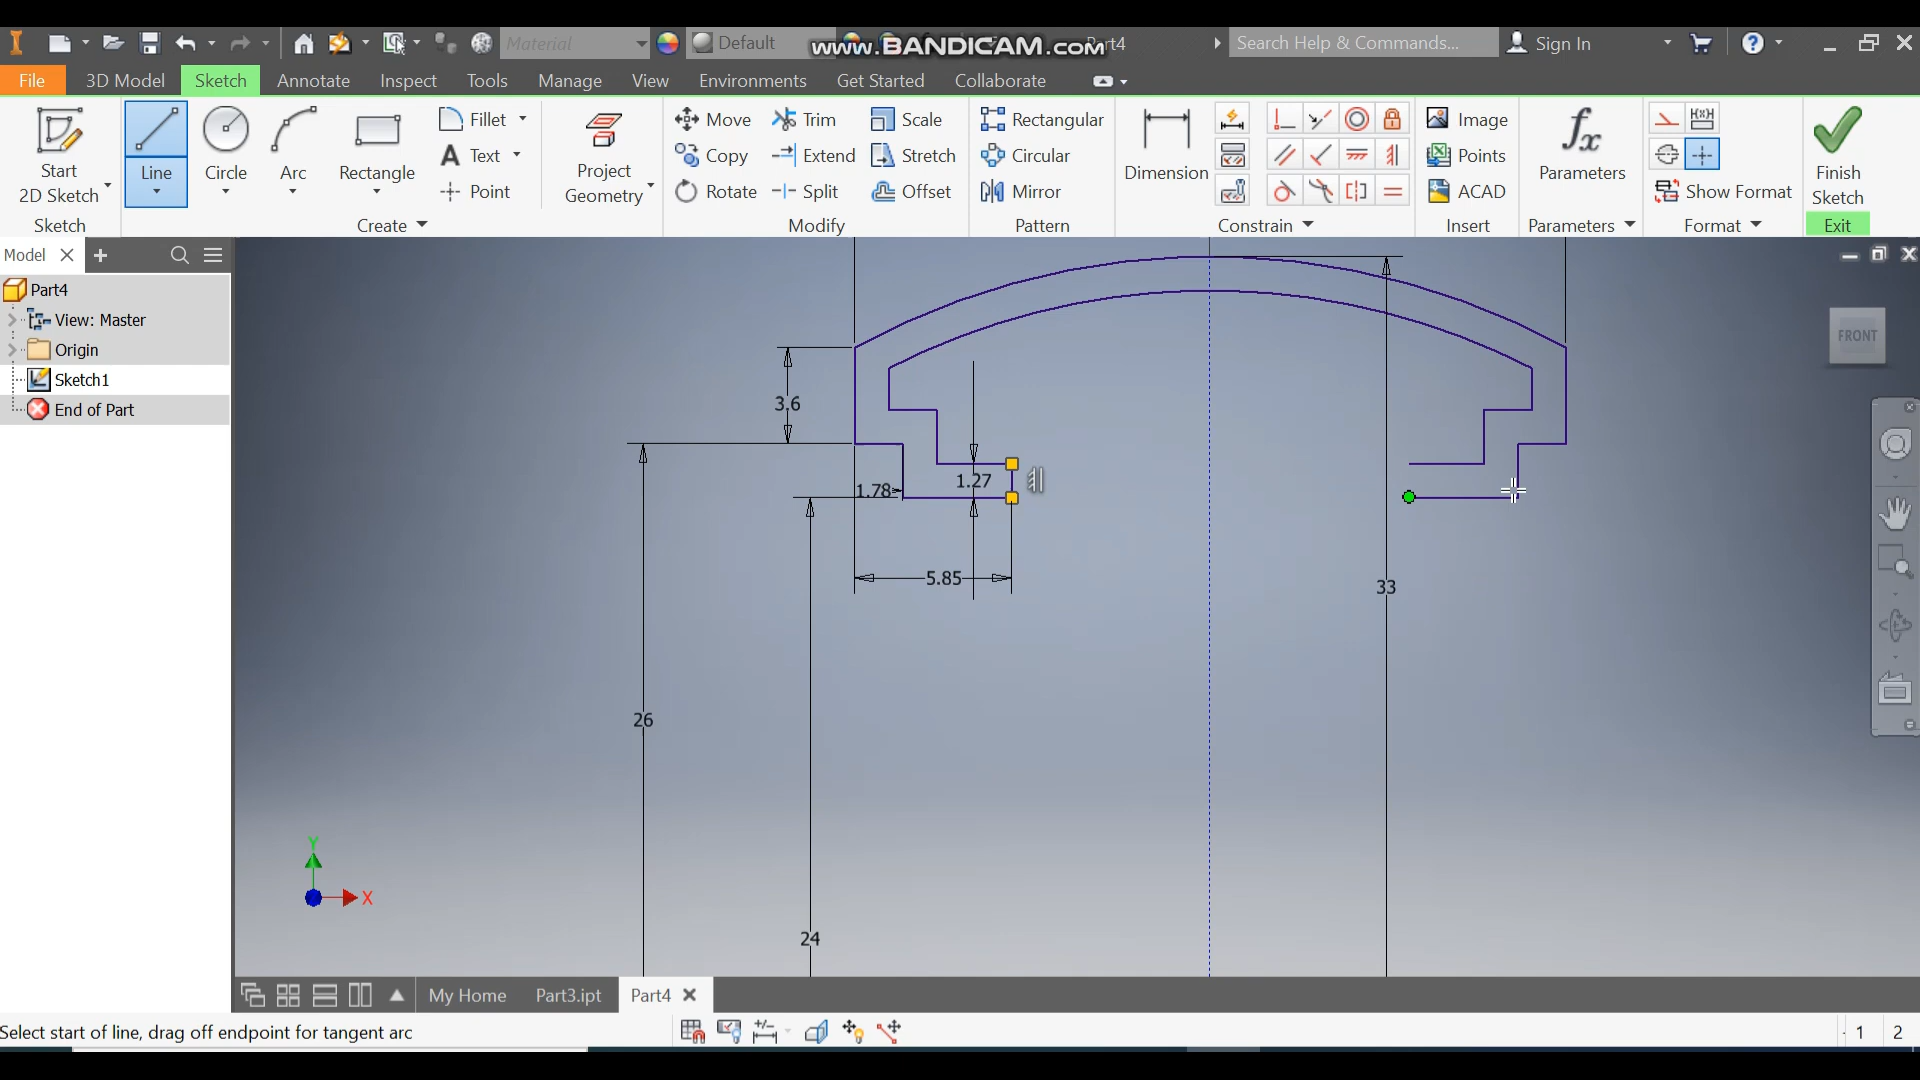 Material
Default
www.BANDICAM.com
Part4
Search Help & Commands...
Sign In
File
3D Model
Sketch
Annotate
Inspect
Tools
Manage
View
Environments
Get Started
Collaborate
Start
2D Sketch
Sketch
Line
Circle
Arc
Rectangle
Fillet
Text
Point
Create
Project
Geometry
Move
Copy
Rotate
Trim
Extend
Split
Scale
Stretch
Offset
Modify
Rectangular
Circular
Mirror
Pattern
Dimension
Constrain
Image
Points
ACAD
Insert
fx
Parameters
Parameters
Show Format
Format
Finish
Sketch
Exit
Model
Part4
View: Master
Origin
Sketch1
End of Part
FRONT
3.6
1.27
1.78
5.85
33
26
24
Y
X
My Home
Part3.ipt
Part4
Select start of line, drag off endpoint for tangent arc
1
2